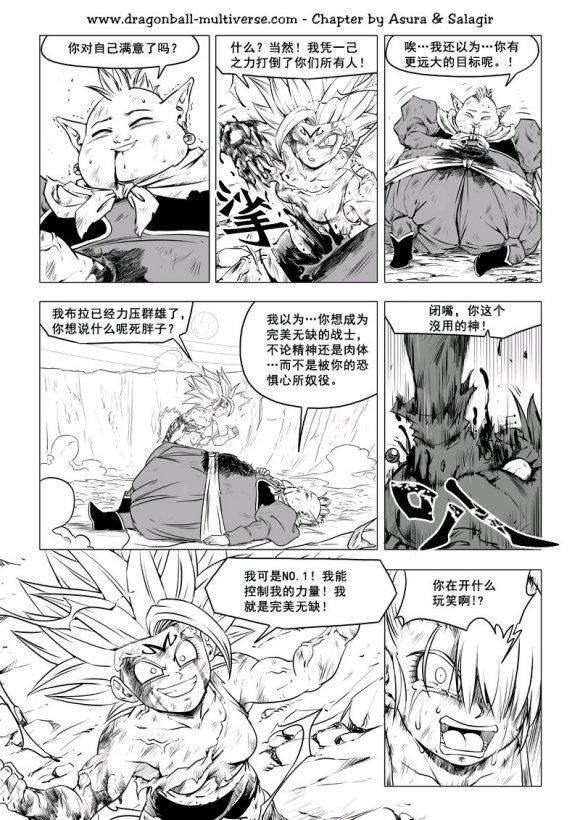 www.dragonball-multiverse.com - Chapter by Asura & Salagir
你对自己满意了吗？
什么？当然！我凭一己
之力打倒了你们所有人！
唉…我还以为…你有
更远大的目标呢。！
我布拉已经力压群雄了，
你想说什么呢死胖子？
我以为…你想成为
完美无缺的战士，
不论精神还是肉体
…而不是被你的恐
惧心所奴役。
闭嘴，你这个
沒用的神！
我可是NO.1！我能
控制我的力量！我
就是完美无缺！
你在开什么
玩笑啊!？